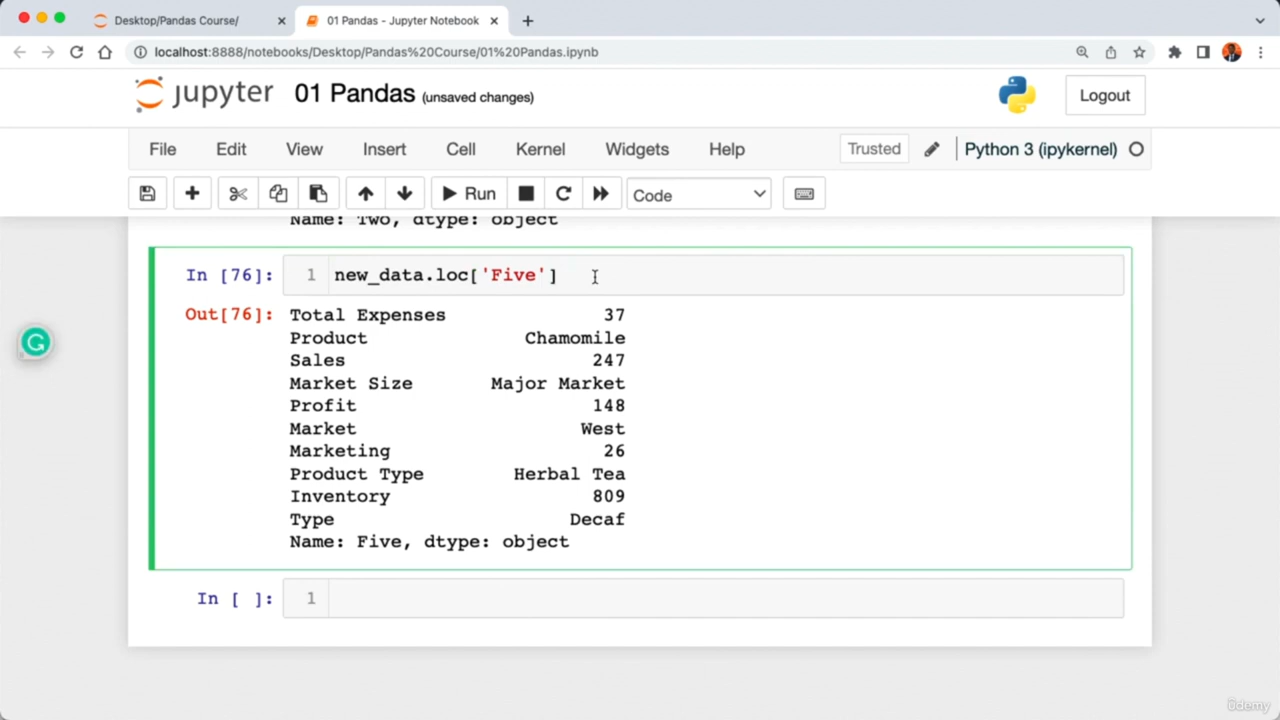 Desktop/Pandas Course/
01 Pandas - Jupyter Notebook
localhost:8888/notebooks/Desktop/Pandas%20Course/01%20Pandas.ipynb
jupyter 01 Pandas (unsaved changes)
Logout
File Edit View Insert Cell Kernel Widgets Help Trusted Python 3 (ipykernel)
Run Code
Name: Two, dtype: object
In [76]: 1 new_data.loc['Five']
Out[76]: Total Expenses 37
Product Chamomile
Sales 247
Market Size Major Market
Profit 148
Market West
Marketing 26
Product Type Herbal Tea
Inventory 809
Type Decaf
Name: Five, dtype: object
In [ ]: 1
ûdemy